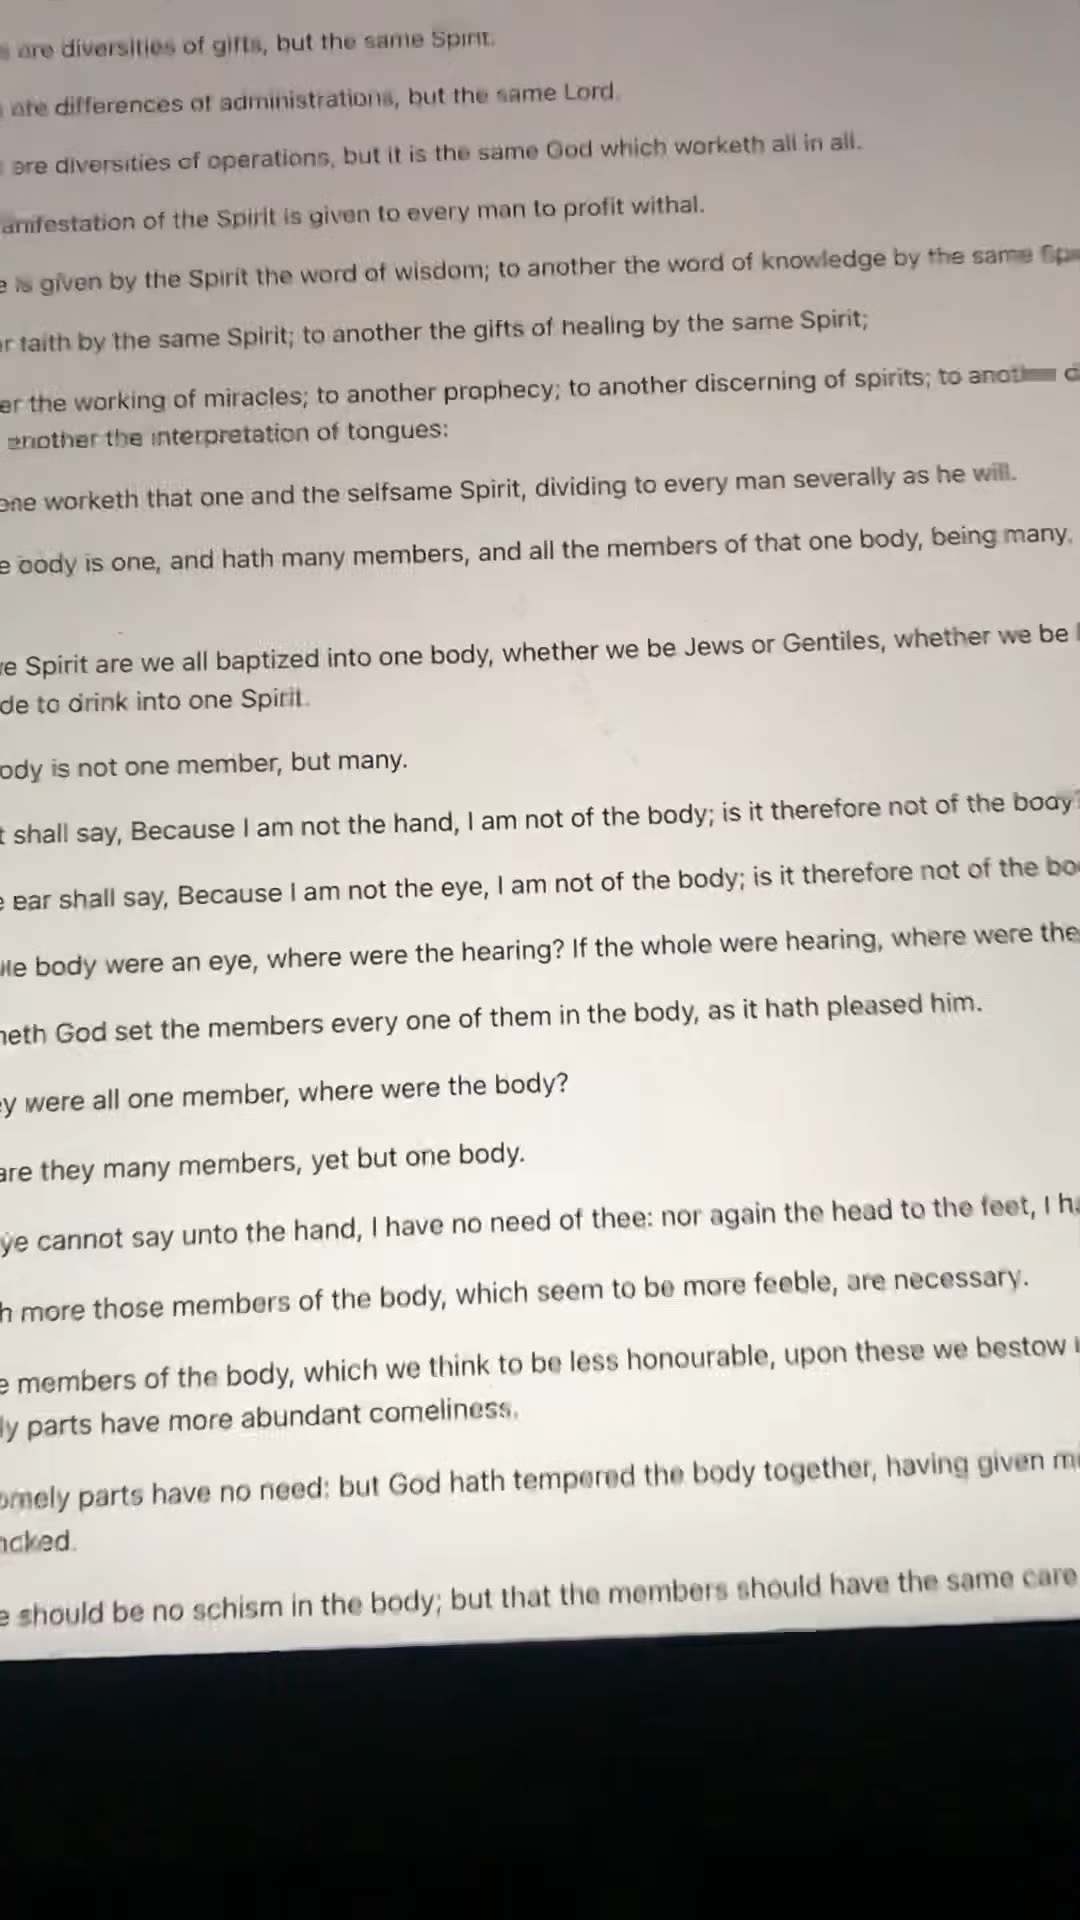 are diversities of gifts, but the same Spirit.
are differences of administrations, but the same Lord.
are diversities of operations, but it is the same God which worketh all in all.
anifestation of the Spirit is given to every man to profit withal.
e is given by the Spirit the word of wisdom; to another the word of knowledge by the same Spi
er faith by the same Spirit; to another the gifts of healing by the same Spirit;
er the working of miracles; to another prophecy; to another discerning of spirits; to another d
another the interpretation of tongues:
one worketh that one and the selfsame Spirit, dividing to every man severally as he will.
e body is one, and hath many members, and all the members of that one body, being many,
e Spirit are we all baptized into one body, whether we be Jews or Gentiles, whether we be
de to drink into one Spirit.
ody is not one member, but many.
t shall say, Because I am not the hand, I am not of the body; is it therefore not of the body?
e ear shall say, Because I am not the eye, I am not of the body; is it therefore not of the bo
le body were an eye, where were the hearing? If the whole were hearing, where were the
neth God set the members every one of them in the body, as it hath pleased him.
ey were all one member, where were the body?
are they many members, yet but one body.
ye cannot say unto the hand, I have no need of thee: nor again the head to the feet, I ha
h more those members of the body, which seem to be more feeble, are necessary.
e members of the body, which we think to be less honourable, upon these we bestow
ly parts have more abundant comeliness.
omely parts have no need: but God hath tempered the body together, having given m
acked.
e should be no schism in the body; but that the members should have the same care